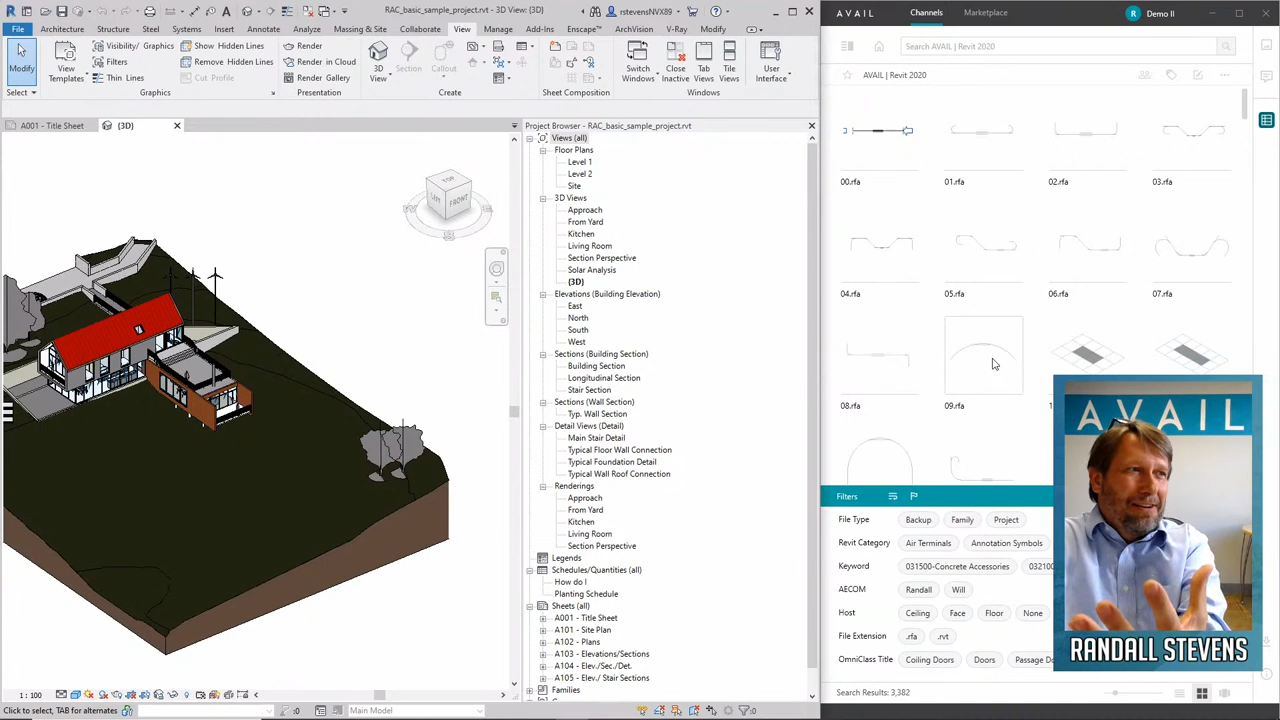 RAC_basic_sample_project.rvt - 3D View: {3D}
rstevensNVX89
File Architecture Structure Steel Systems Insert Annotate Analyze Massing & Site Collaborate View Manage Add-Ins Enscape™ ArchVision V-Ray Modify
Modify
Select
View Templates
Visibility/ Graphics
Filters
Thin Lines
Show Hidden Lines
Remove Hidden Lines
Cut Profile
Graphics
Render
Render in Cloud
Render Gallery
Presentation
3D View
Section
Callout
Create
Sheet Composition
Switch Windows
Close Inactive
Tab Views
Tile Views
Windows
User Interface
A001 - Title Sheet
{3D}
TOP
LEFT
FRONT
Project Browser - RAC_basic_sample_project.rvt
Views (all)
Floor Plans
Level 1
Level 2
Site
3D Views
Approach
From Yard
Kitchen
Living Room
Section Perspective
Solar Analysis
{3D}
Elevations (Building Elevation)
East
North
South
West
Sections (Building Section)
Building Section
Longitudinal Section
Stair Section
Sections (Wall Section)
Typ. Wall Section
Detail Views (Detail)
Main Stair Detail
Typical Floor Wall Connection
Typical Foundation Detail
Typical Wall Roof Connection
Renderings
Approach
From Yard
Kitchen
Living Room
Section Perspective
Legends
Schedules/Quantities (all)
How do I
Planting Schedule
Sheets (all)
A001 - Title Sheet
A101 - Site Plan
A102 - Plans
A103 - Elevations/Sections
A104 - Elev./Sec./Det.
A105 - Elev./ Stair Sections
Families
1 : 100
Click to select, TAB for alternates
:0
Main Model
:0
AVAIL
Channels
Marketplace
R
Demo II
Search AVAIL | Revit 2020
AVAIL | Revit 2020
00.rfa 01.rfa 02.rfa 03.rfa
04.rfa 05.rfa 06.rfa 07.rfa
08.rfa 09.rfa
Filters
File Type Backup Family Project
Revit Category Air Terminals Annotation Symbols
Keyword 031500-Concrete Accessories
AECOM Randall Will
Host Ceiling Face Floor None
File Extension .rfa .rvt
OmniClass Title Coiling Doors Doors
Search Results: 3,382
AVAIL
RANDALL STEVENS